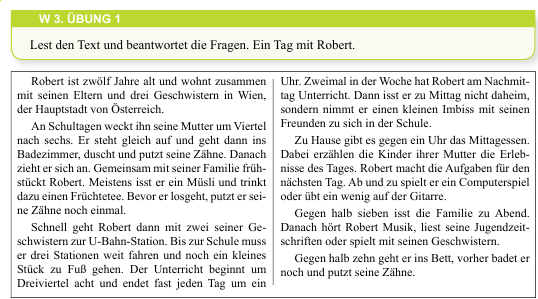 W 3. ÜBUNG 1
Lest den Text und beantwortet die Fragen. Ein Tag mit Robert.
Robert ist zwölf Jahre alt und wohnt zusammen
mit seinen Eltern und drei Geschwistern in Wien,
der Hauptstadt von Österreich.
An Schultagen weckt ihn seine Mutter um Viertel
nach sechs. Er steht gleich auf und geht dann ins
Badezimmer, duscht und putzt seine Zähne. Danach
zieht er sich an. Gemeinsam mit seiner Familie früh-
stückt Robert. Meistens isst er ein Müsli und trinkt
dazu einen Früchtetee. Bevor er losgeht, putzt er sei-
ne Zähne noch einmal.
Schnell geht Robert dann mit zwei seiner Ge-
schwistern zur U-Bahn-Station. Bis zur Schule muss
er drei Stationen weit fahren und noch ein kleines
Stück zu Fuß gehen. Der Unterricht beginnt um
Dreiviertel acht und endet fast jeden Tag um ein
Uhr. Zweimal in der Woche hat Robert am Nachmit-
tag Unterricht. Dann isst er zu Mittag nicht daheim,
sondern nimmt er einen kleinen Imbiss mit seinen
Freunden zu sich in der Schule.
Zu Hause gibt es gegen ein Uhr das Mittagessen.
Dabei erzählen die Kinder ihrer Mutter die Erleb-
nisse des Tages. Robert macht die Aufgaben für den
nächsten Tag. Ab und zu spielt er ein Computerspiel
oder übt ein wenig auf der Gitarre.
Gegen halb sieben isst die Familie zu Abend.
Danach hört Robert Musik, liest seine Jugendzeit-
schriften oder spielt mit seinen Geschwistern.
Gegen halb zehn geht er ins Bett, vorher badet er
noch und putzt seine Zähne.